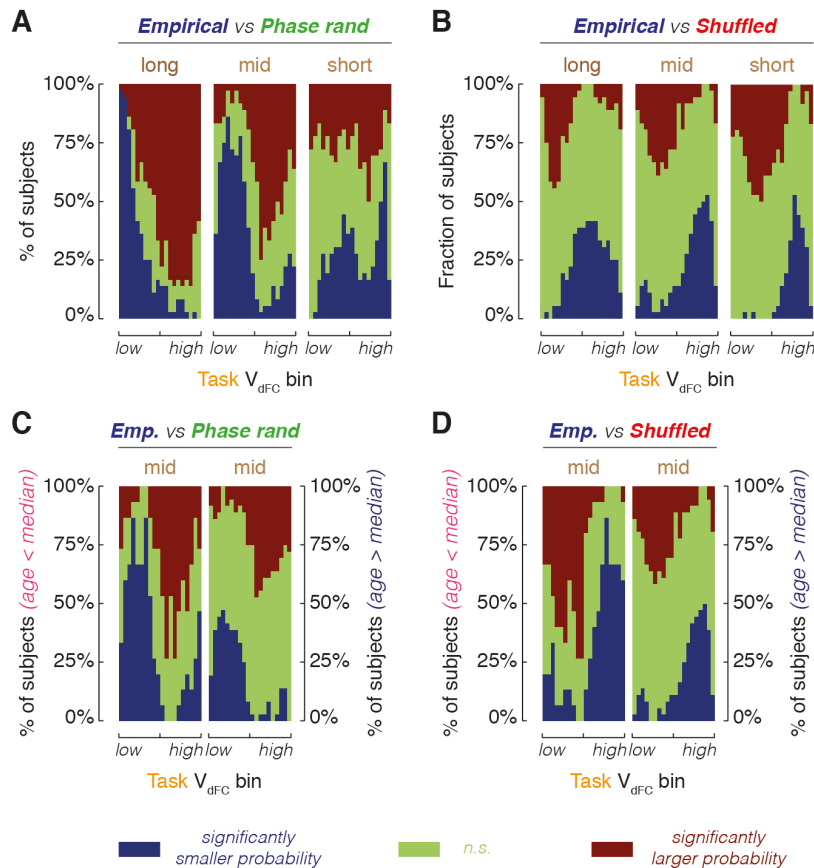 A
Empirical vs Phase rand
long mid short
100%
75%
50%
25%
0%
% of subjects
low high low high low high
Task VdFC bin
B
Empirical vs Shuffled
long mid short
100%
75%
50%
25%
0%
Fraction of subjects
low high low high low high
Task VdFC bin
C
Emp. vs Phase rand
mid mid
100%
75%
50%
25%
0%
% of subjects (age < median)
100%
75%
50%
25%
0%
% of subjects (age > median)
low high low high
Task VdFC bin
D
Emp. vs Shuffled
mid mid
100%
75%
50%
25%
0%
% of subjects (age < median)
100%
75%
50%
25%
0%
% of subjects (age > median)
low high low high
Task VdFC bin
significantly
smaller probability
n.s.
significantly
larger probability